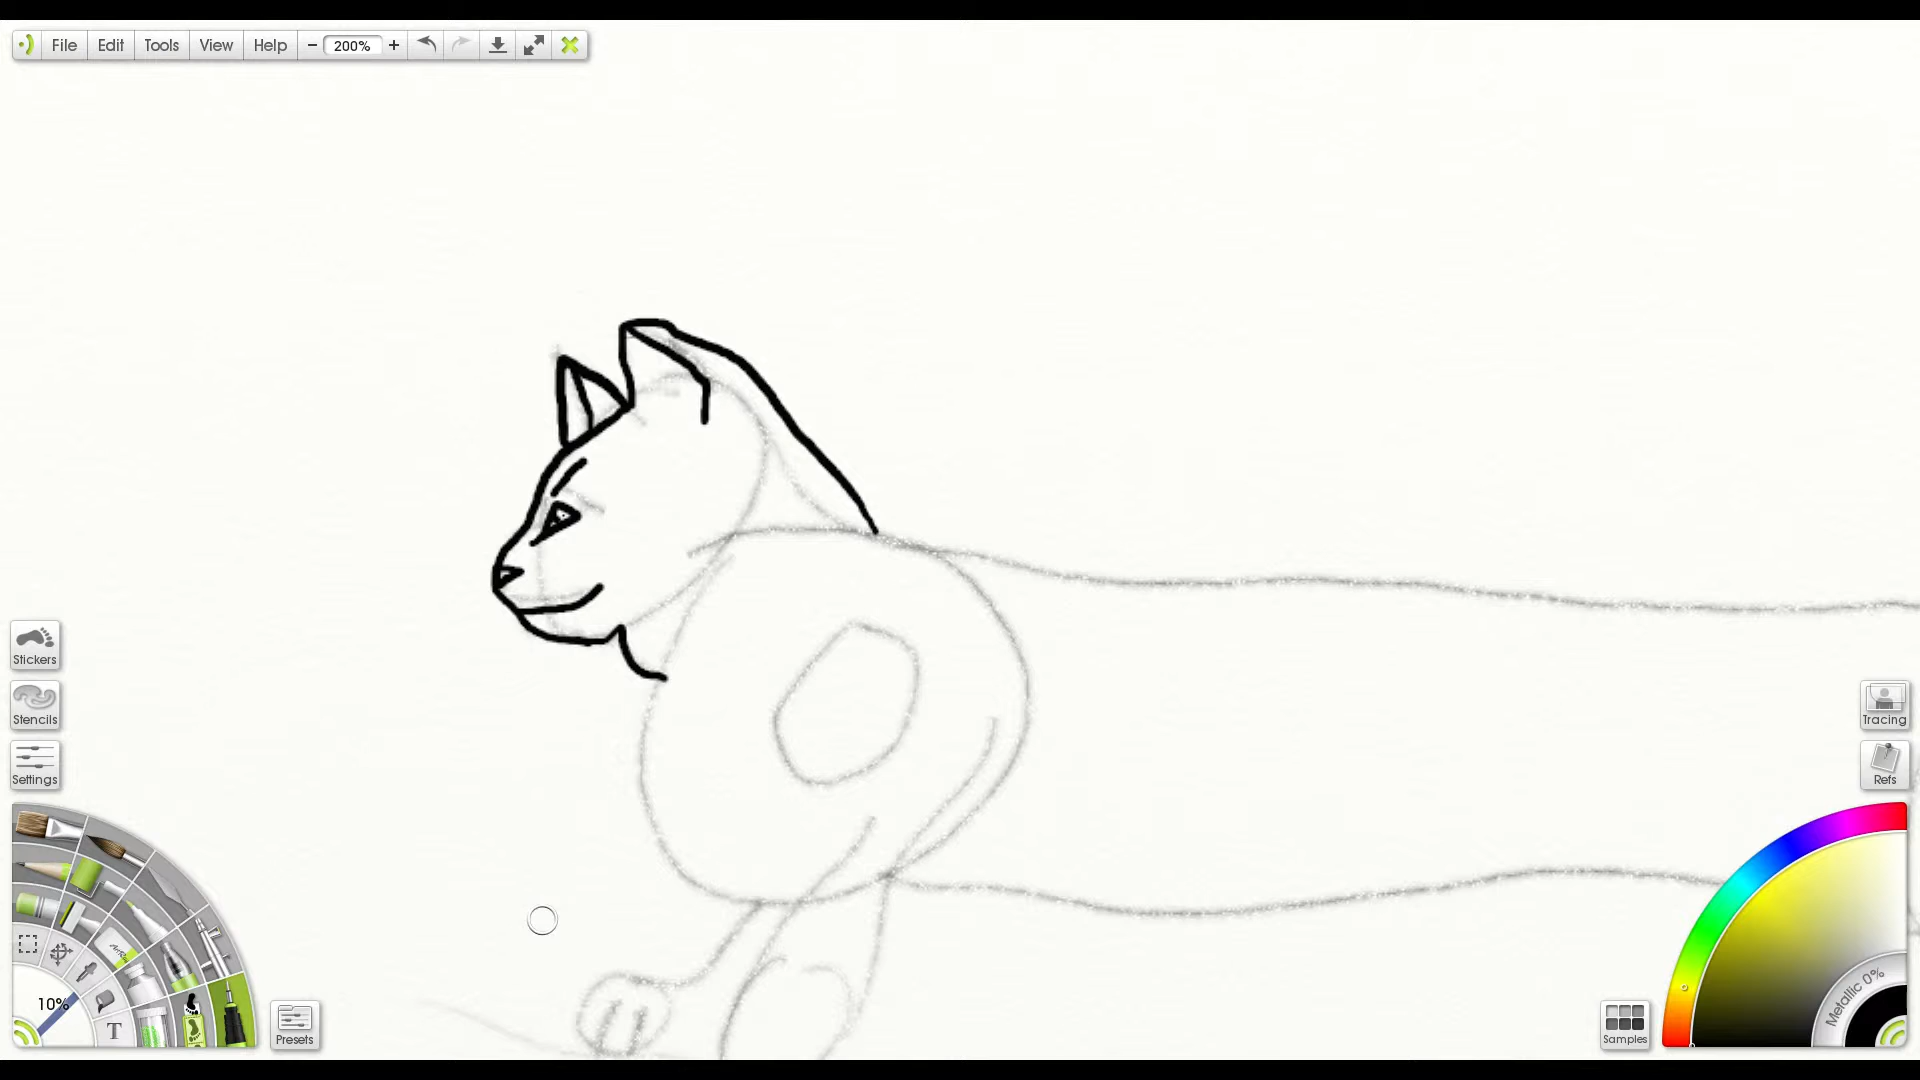 File Edit Tools View Help − 200% +
Stickers
Stencils
Settings
10%
T
Presets
Tracing
Refs
Metallic 0%
Samples